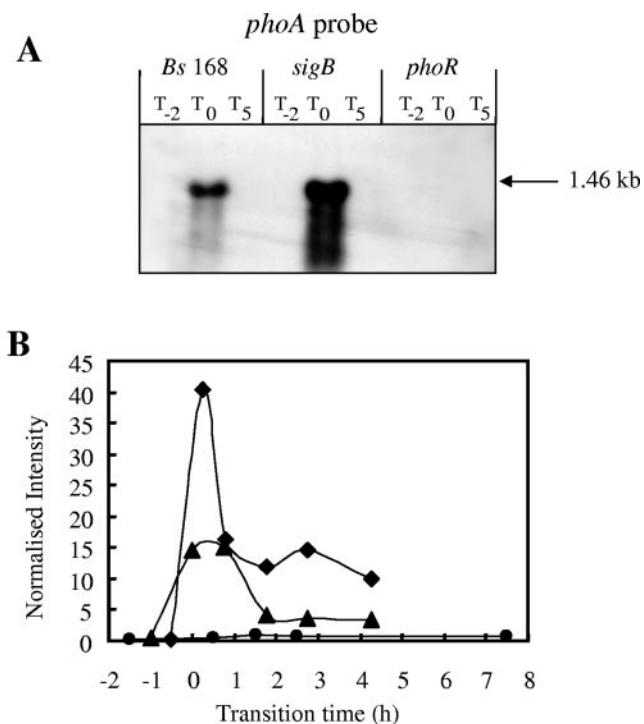 phoA probe
A
Bs 168 sigB phoR
T-2 T0 T5 T-2 T0 T5 T-2 T0 T5
1.46 kb
B
45
40
35
30
25
20
15
10
5
0
Normalised Intensity
-2 -1 0 1 2 3 4 5 6 7 8
Transition time (h)